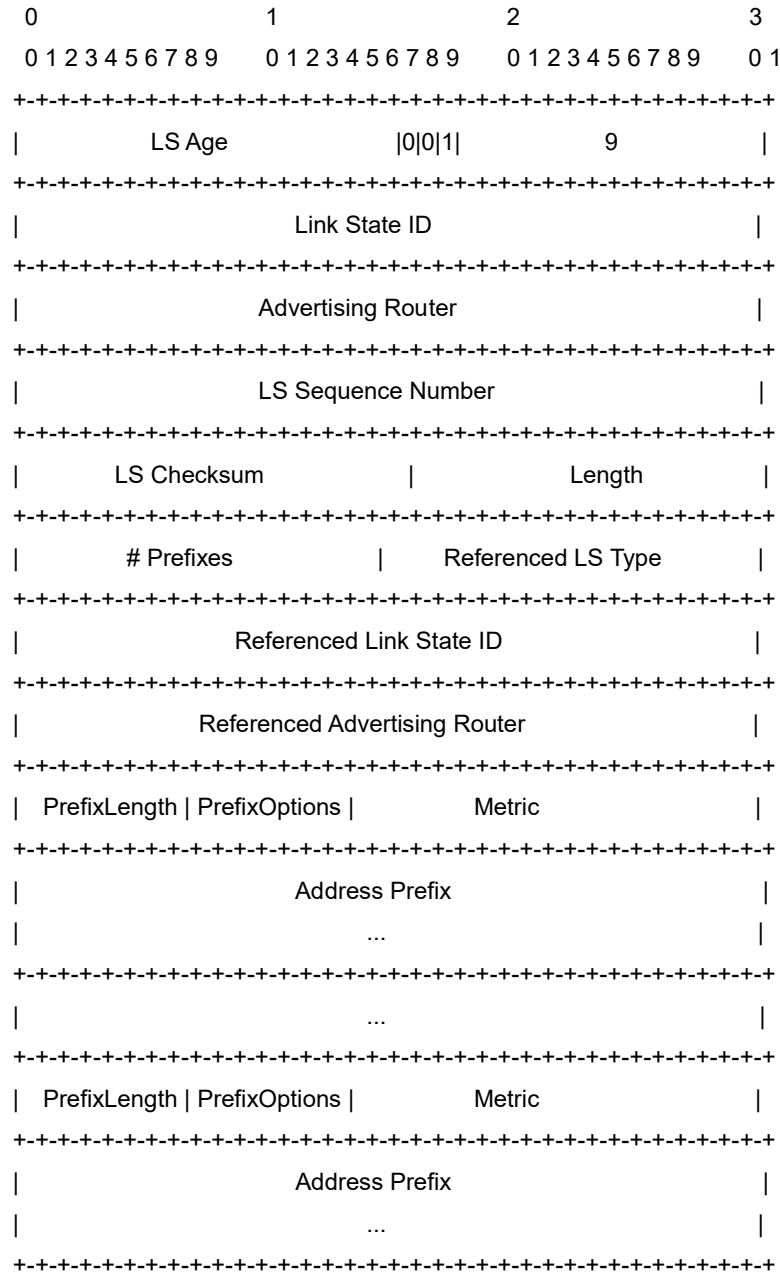 0 1 2 3
0 1 2 3 4 5 6 7 8 9 0 1 2 3 4 5 6 7 8 9 0 1 2 3 4 5 6 7 8 9 0 1
+-+-+-+-+-+-+-+-+-+-+-+-+-+-+-+-+-+-+-+-+-+-+-+-+-+-+-+-+-+-+-+-+
| LS Age |0|0|1| 9 |
+-+-+-+-+-+-+-+-+-+-+-+-+-+-+-+-+-+-+-+-+-+-+-+-+-+-+-+-+-+-+-+-+
| Link State ID |
+-+-+-+-+-+-+-+-+-+-+-+-+-+-+-+-+-+-+-+-+-+-+-+-+-+-+-+-+-+-+-+-+
| Advertising Router |
+-+-+-+-+-+-+-+-+-+-+-+-+-+-+-+-+-+-+-+-+-+-+-+-+-+-+-+-+-+-+-+-+
| LS Sequence Number |
+-+-+-+-+-+-+-+-+-+-+-+-+-+-+-+-+-+-+-+-+-+-+-+-+-+-+-+-+-+-+-+-+
| LS Checksum | Length |
+-+-+-+-+-+-+-+-+-+-+-+-+-+-+-+-+-+-+-+-+-+-+-+-+-+-+-+-+-+-+-+-+
| # Prefixes | Referenced LS Type |
+-+-+-+-+-+-+-+-+-+-+-+-+-+-+-+-+-+-+-+-+-+-+-+-+-+-+-+-+-+-+-+-+
| Referenced Link State ID |
+-+-+-+-+-+-+-+-+-+-+-+-+-+-+-+-+-+-+-+-+-+-+-+-+-+-+-+-+-+-+-+-+
| Referenced Advertising Router |
+-+-+-+-+-+-+-+-+-+-+-+-+-+-+-+-+-+-+-+-+-+-+-+-+-+-+-+-+-+-+-+-+
| PrefixLength | PrefixOptions | Metric |
+-+-+-+-+-+-+-+-+-+-+-+-+-+-+-+-+-+-+-+-+-+-+-+-+-+-+-+-+-+-+-+-+
| Address Prefix |
| ... |
+-+-+-+-+-+-+-+-+-+-+-+-+-+-+-+-+-+-+-+-+-+-+-+-+-+-+-+-+-+-+-+-+
| ... |
+-+-+-+-+-+-+-+-+-+-+-+-+-+-+-+-+-+-+-+-+-+-+-+-+-+-+-+-+-+-+-+-+
| PrefixLength | PrefixOptions | Metric |
+-+-+-+-+-+-+-+-+-+-+-+-+-+-+-+-+-+-+-+-+-+-+-+-+-+-+-+-+-+-+-+-+
| Address Prefix |
| ... |
+-+-+-+-+-+-+-+-+-+-+-+-+-+-+-+-+-+-+-+-+-+-+-+-+-+-+-+-+-+-+-+-+